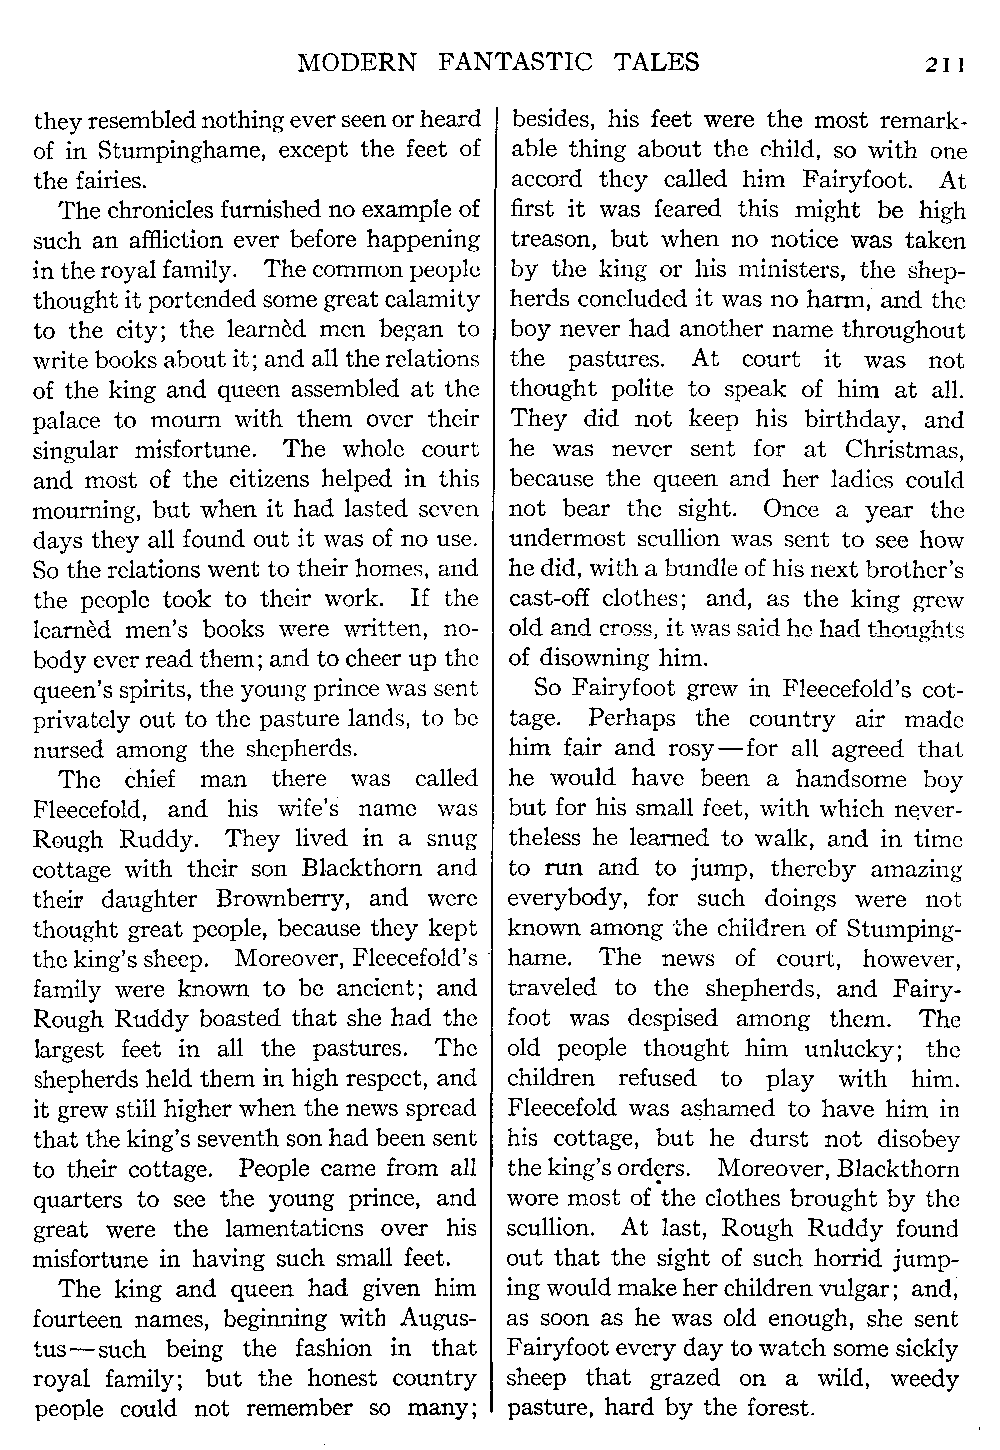 MODERN FANTASTIC TALES 211
they resembled nothing ever seen or heard
of in Stumpinghame, except the feet of
the fairies.
The chronicles furnished no example of
such an affliction ever before happening
in the royal family. The common people
thought it portended some great calamity
to the city; the learnèd men began to
write books about it; and all the relations
of the king and queen assembled at the
palace to mourn with them over their
singular misfortune. The whole court
and most of the citizens helped in this
mourning, but when it had lasted seven
days they all found out it was of no use.
So the relations went to their homes, and
the people took to their work. If the
learnèd men's books were written, no-
body ever read them; and to cheer up the
queen's spirits, the young prince was sent
privately out to the pasture lands, to be
nursed among the shepherds.
The chief man there was called
Fleecefold, and his wife's name was
Rough Ruddy. They lived in a snug
cottage with their son Blackthorn and
their daughter Brownberry, and were
thought great people, because they kept
the king's sheep. Moreover, Fleecefold's
family were known to be ancient; and
Rough Ruddy boasted that she had the
largest feet in all the pastures. The
shepherds held them in high respect, and
it grew still higher when the news spread
that the king's seventh son had been sent
to their cottage. People came from all
quarters to see the young prince, and
great were the lamentations over his
misfortune in having such small feet.
The king and queen had given him
fourteen names, beginning with Augus-
tus—such being the fashion in that
royal family; but the honest country
people could not remember so many;
besides, his feet were the most remark-
able thing about the child, so with one
accord they called him Fairyfoot. At
first it was feared this might be high
treason, but when no notice was taken
by the king or his ministers, the shep-
herds concluded it was no harm, and the
boy never had another name throughout
the pastures. At court it was not
thought polite to speak of him at all.
They did not keep his birthday, and
he was never sent for at Christmas,
because the queen and her ladies could
not bear the sight. Once a year the
undermost scullion was sent to see how
he did, with a bundle of his next brother's
cast-off clothes; and, as the king grew
old and cross, it was said he had thoughts
of disowning him.
So Fairyfoot grew in Fleecefold's cot-
tage. Perhaps the country air made
him fair and rosy—for all agreed that
he would have been a handsome boy
but for his small feet, with which never-
theless he learned to walk, and in time
to run and to jump, thereby amazing
everybody, for such doings were not
known among the children of Stumping-
hame. The news of court, however,
traveled to the shepherds, and Fairy-
foot was despised among them. The
old people thought him unlucky; the
children refused to play with him.
Fleecefold was ashamed to have him in
his cottage, but he durst not disobey
the king's orders. Moreover, Blackthorn
wore most of the clothes brought by the
scullion. At last, Rough Ruddy found
out that the sight of such horrid jump-
ing would make her children vulgar; and,
as soon as he was old enough, she sent
Fairyfoot every day to watch some sickly
sheep that grazed on a wild, weedy
pasture, hard by the forest.